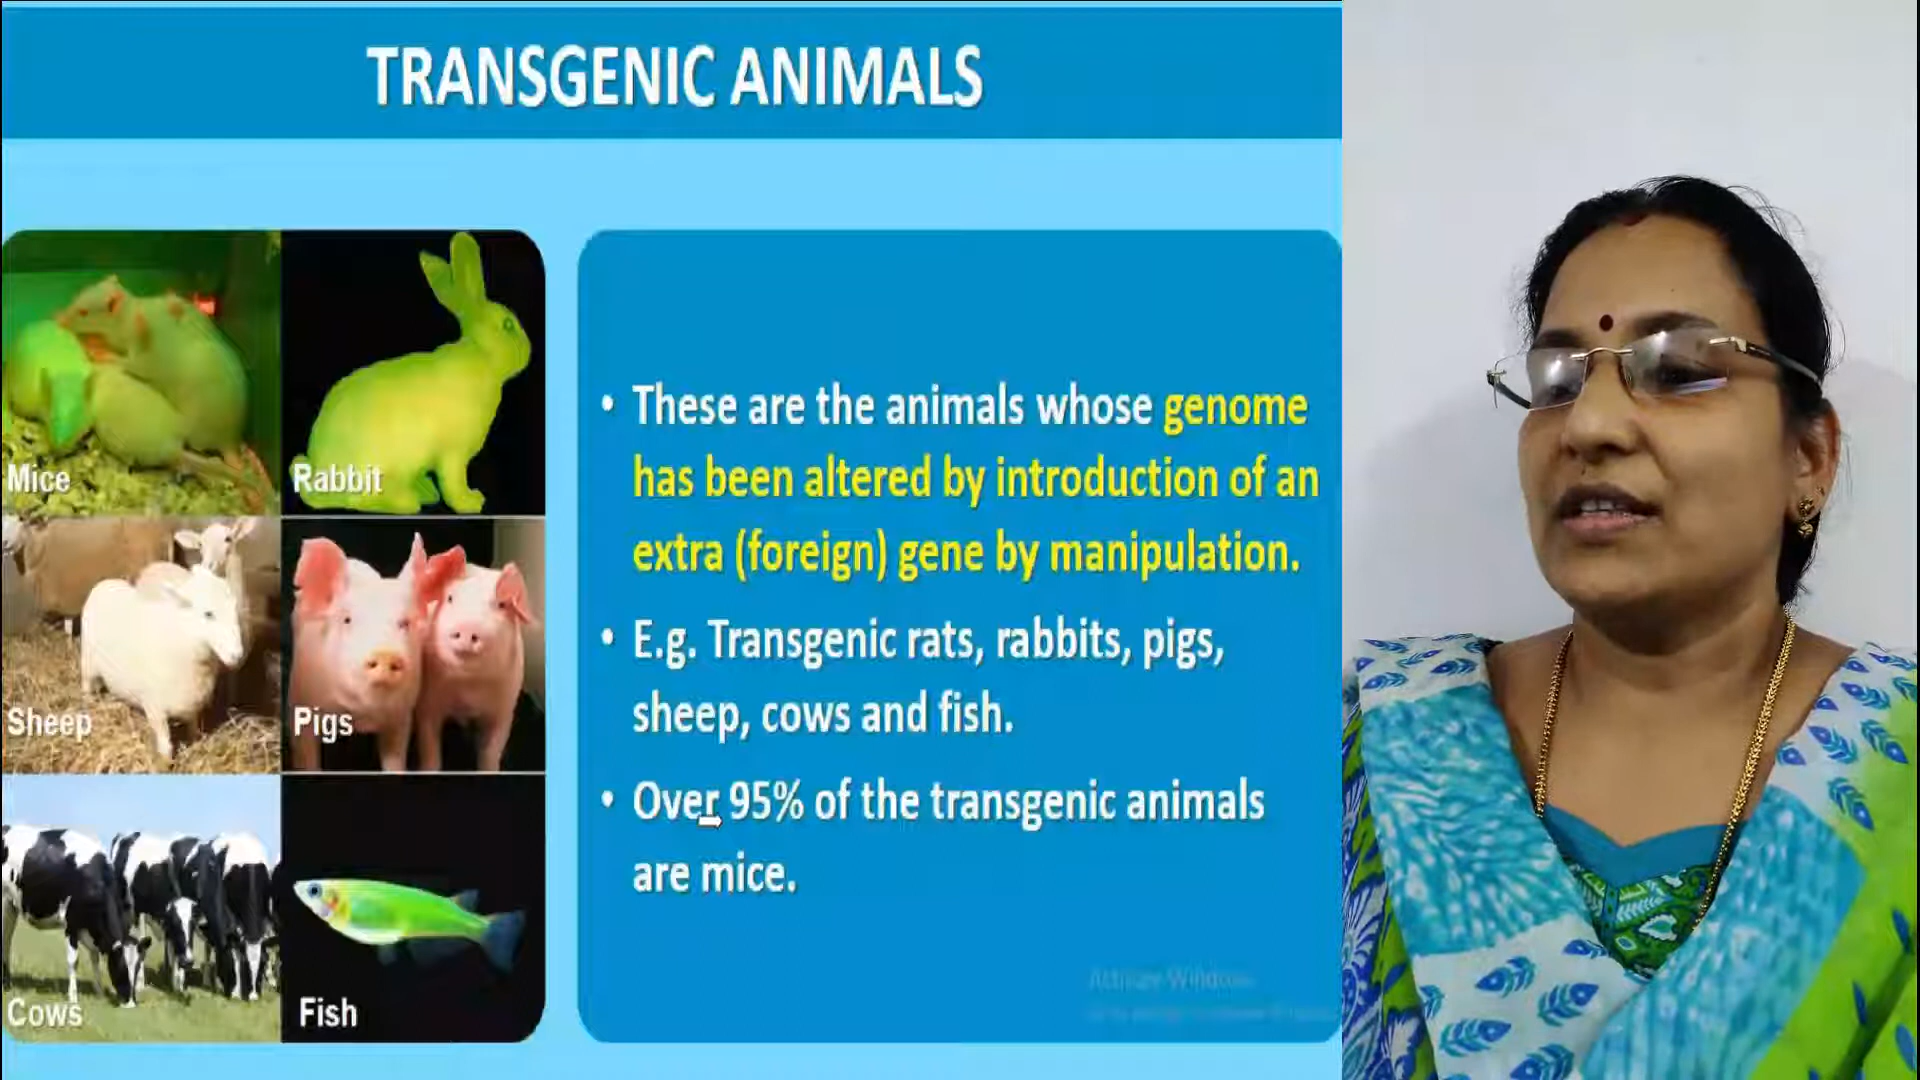 TRANSGENIC ANIMALS
Mice
Rabbit
Sheep
Pigs
Cows
Fish
• These are the animals whose genome
has been altered by introduction of an
extra (foreign) gene by manipulation.
• E.g. Transgenic rats, rabbits, pigs,
sheep, cows and fish.
• Over 95% of the transgenic animals
are mice.
Activate Windows